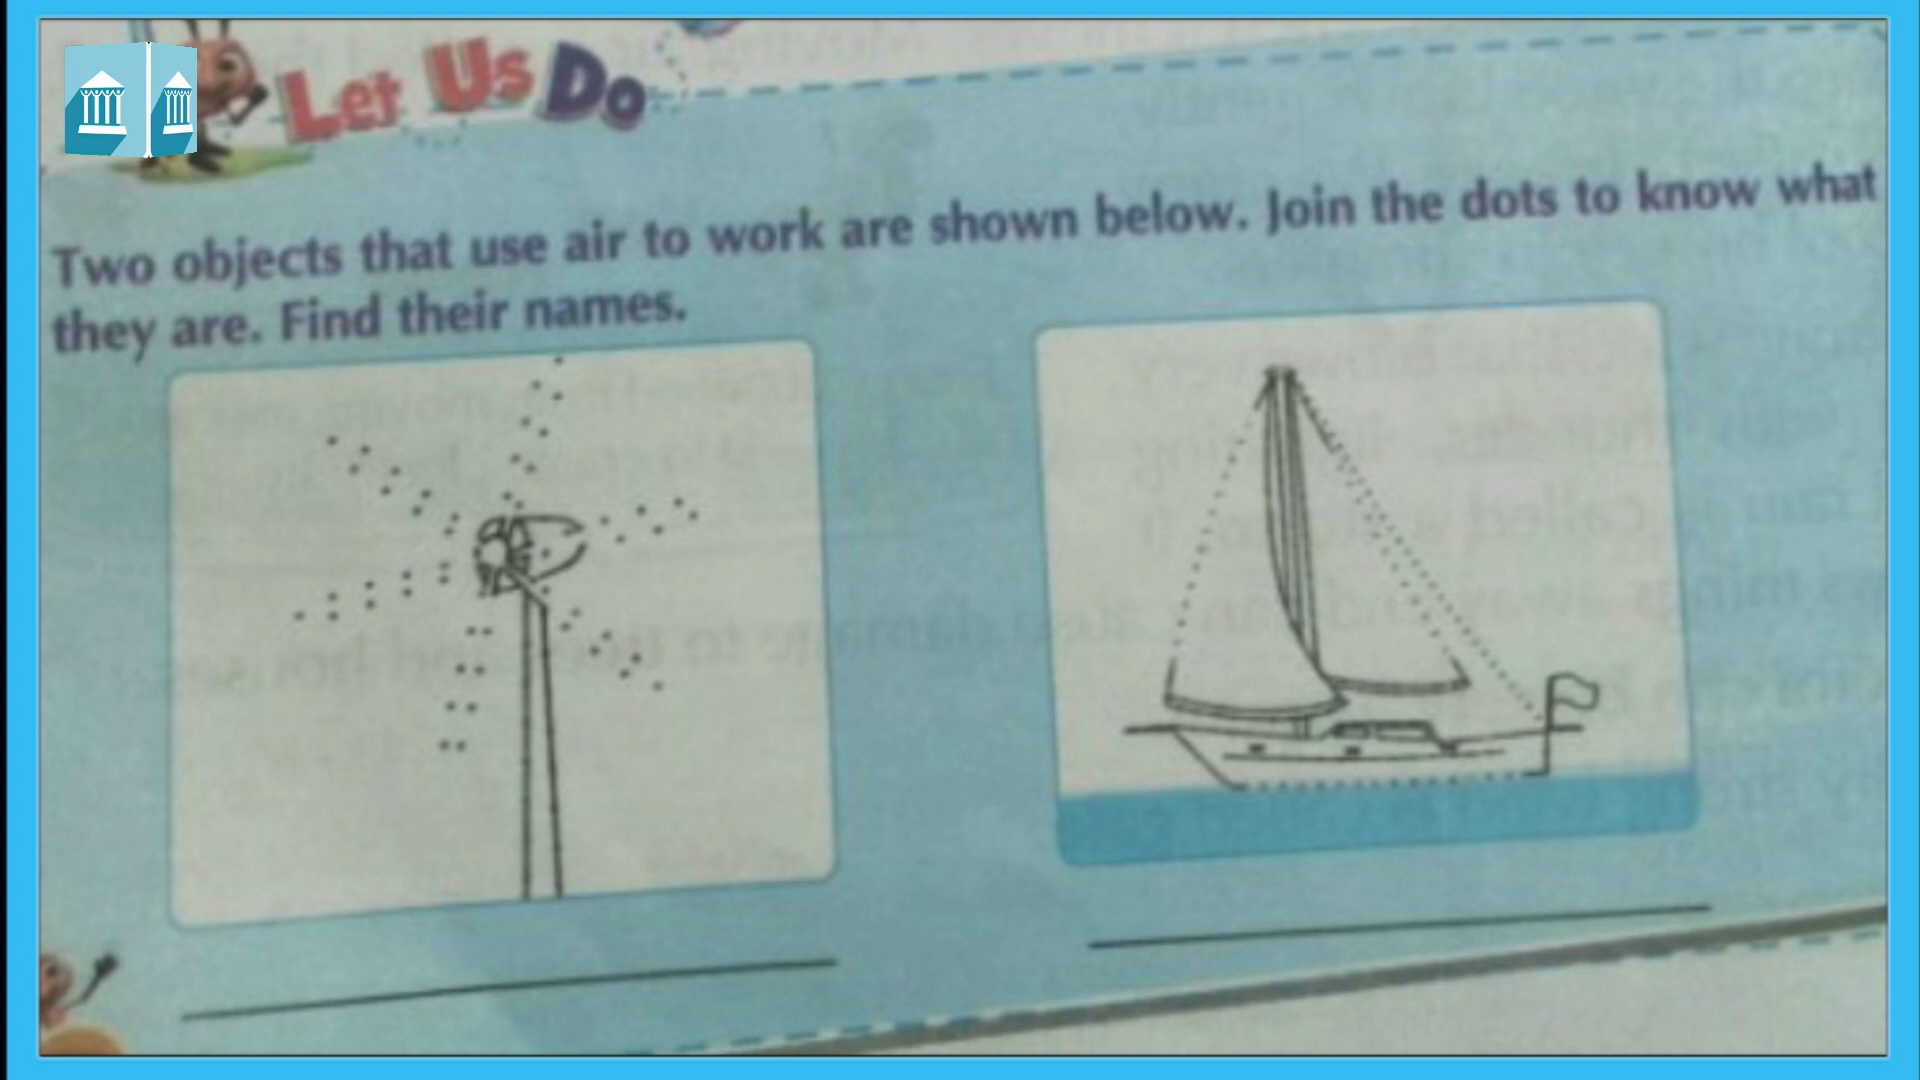 Let Us Do
Two objects that use air to work are shown below. Join the dots to know what
they are. Find their names.